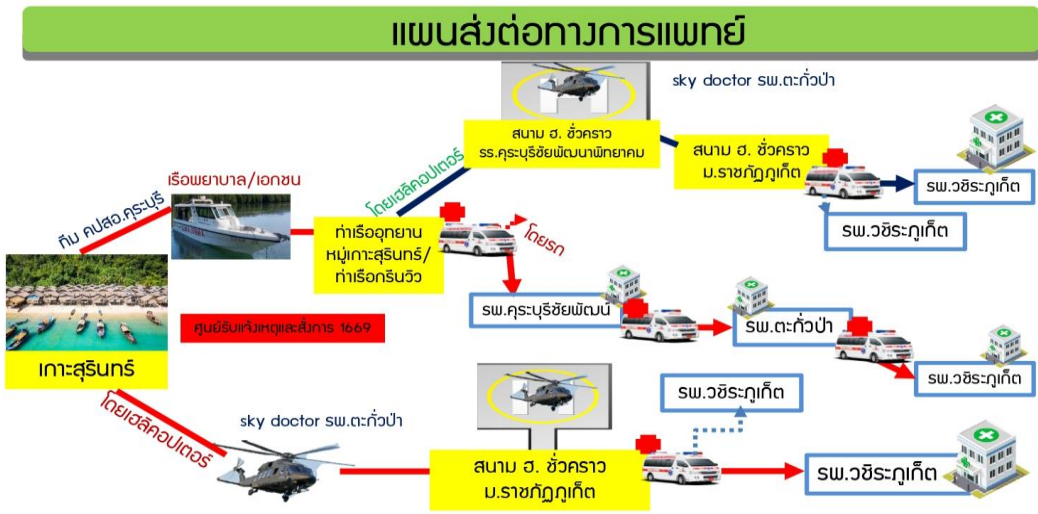 แผนส่งต่อทางการแพทย์
sky doctor รพ.ตะกั่วป่า
สนาม ฮ. ชั่วคราว
รร.คุระบุรีชัยพัฒนาพิทยาคม
สนาม ฮ. ชั่วคราว
ม.ราชภัฏภูเก็ต
รพ.วชิระภูเก็ต
รพ.วชิระภูเก็ต
ทีม คปสอ.คุระบุรี
เรือพยาบาล/เอกชน
โดยเฮลิคอปเตอร์
ท่าเรืออุทยาน
หมู่เกาะสุรินทร์/
ท่าเรือกรีนวิว
โดยรถ
รพ.คุระบุรีชัยพัฒน์
รพ.ตะกั่วป่า
รพ.วชิระภูเก็ต
ศูนย์รับแจ้งเหตุและสั่งการ 1669
เกาะสุรินทร์
โดยเฮลิคอปเตอร์
sky doctor รพ.ตะกั่วป่า
สนาม ฮ. ชั่วคราว
ม.ราชภัฏภูเก็ต
รพ.วชิระภูเก็ต
รพ.วชิระภูเก็ต